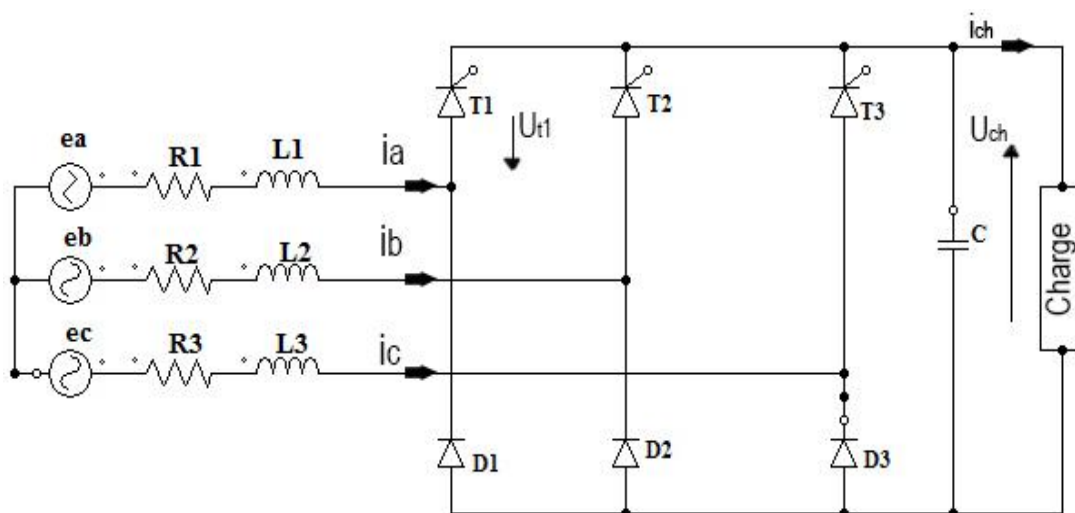 ich
T1
T2
T3
Ut1
Uch
ea
R1
L1
ia
eb
R2
L2
ib
C
Charge
ec
R3
L3
ic
D1
D2
D3